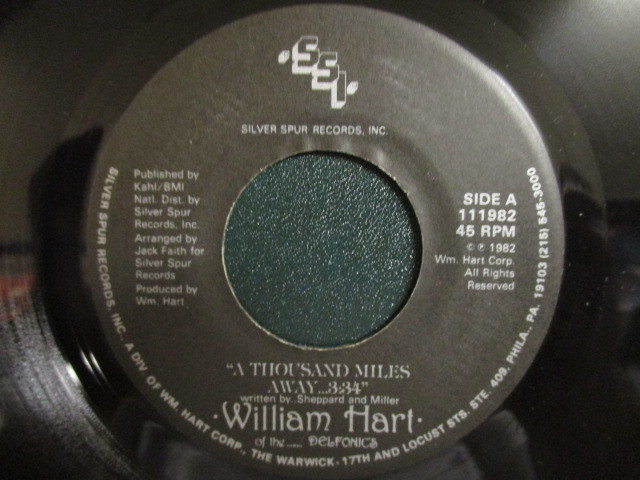 SSI
SILVER SPUR RECORDS, INC.
Published by
Kahl/BMI
Natl. Dist. by
Silver Spur
Records, Inc.
Arranged by
Jack Faith for
Silver Spur
Records
Produced by
Wm. Hart
SIDE A
111982
45 RPM
© ℗ 1982
Wm. Hart Corp.
All Rights
Reserved
"A THOUSAND MILES
AWAY...3:34"
written by..Sheppard and Miller
·William Hart·
of the ...... DELFONICS
SILVER SPUR RECORDS, INC., A DIV. OF WM. HART CORP., THE WARWICK-17TH AND LOCUST STS. STE. 409, PHILA., PA. 19103 (215) 545-3000